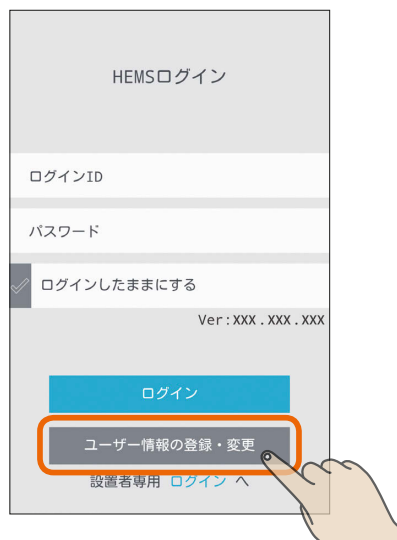 HEMSログイン
ログインID
パスワード
ログインしたままにする
Ver:XXX.XXX.XXX
ログイン
ユーザー情報の登録・変更
設置者専用 ログイン へ